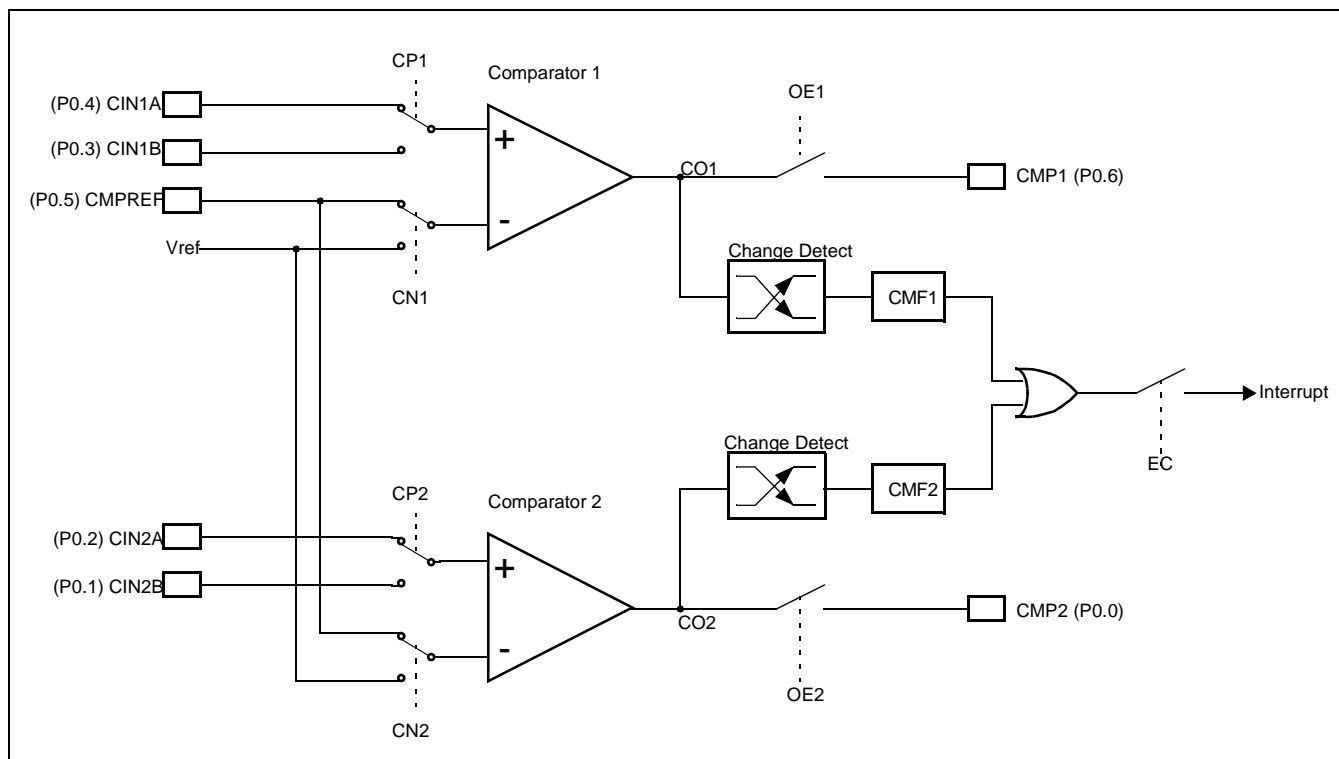 CP1
Comparator 1
OE1
(P0.4) CIN1A
(P0.3) CIN1B
+
CO1
CMP1 (P0.6)
(P0.5) CMPREF
-
Vref
Change Detect
CN1
CMF1
Interrupt
Change Detect
EC
CP2
Comparator 2
CMF2
(P0.2) CIN2A
+
(P0.1) CIN2B
CMP2 (P0.0)
CO2
-
OE2
CN2